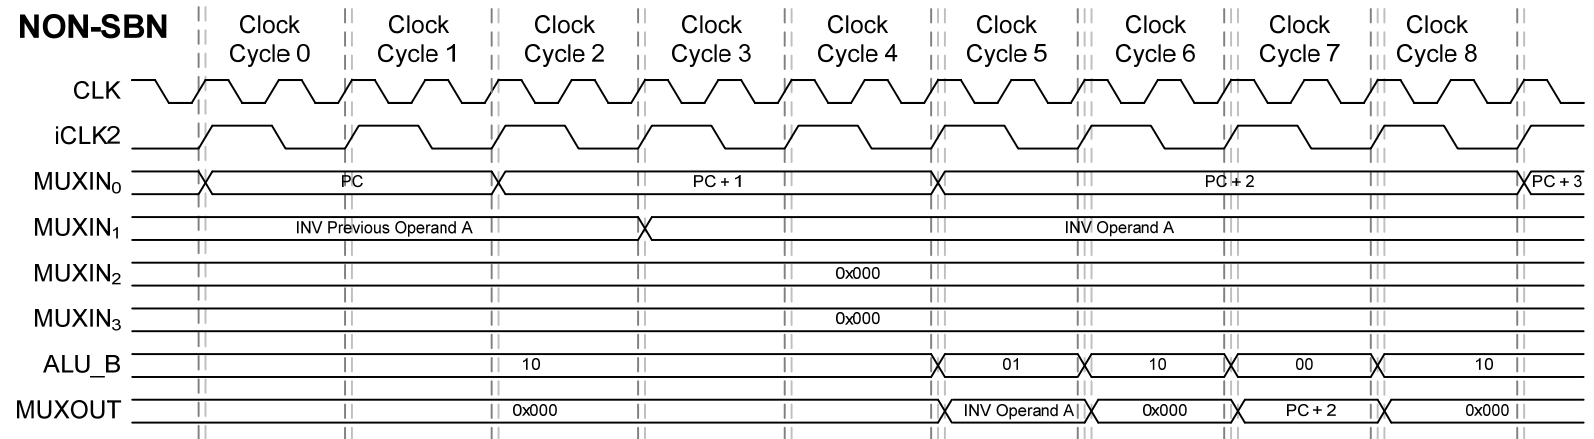 NON-SBN
Clock Cycle 0
Clock Cycle 1
Clock Cycle 2
Clock Cycle 3
Clock Cycle 4
Clock Cycle 5
Clock Cycle 6
Clock Cycle 7
Clock Cycle 8
CLK
iCLK2
MUXIN₀ PC PC + 1 PC + 2 PC + 3
MUXIN₁ INV Previous Operand A INV Operand A
MUXIN₂ 0x000
MUXIN₃ 0x000
ALU_B 10 01 10 00 10
MUXOUT 0x000 INV Operand A 0x000 PC + 2 0x000